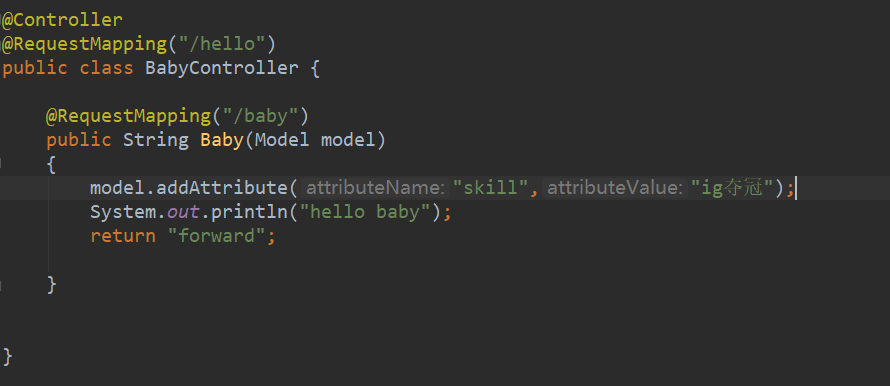 @Controller
@RequestMapping("/hello")
public class BabyController {
@RequestMapping("/baby")
public String Baby(Model model)
{
model.addAttribute( attributeName: "skill", attributeValue: "ig夺冠");
System.out.println("hello baby");
return "forward";
}
}